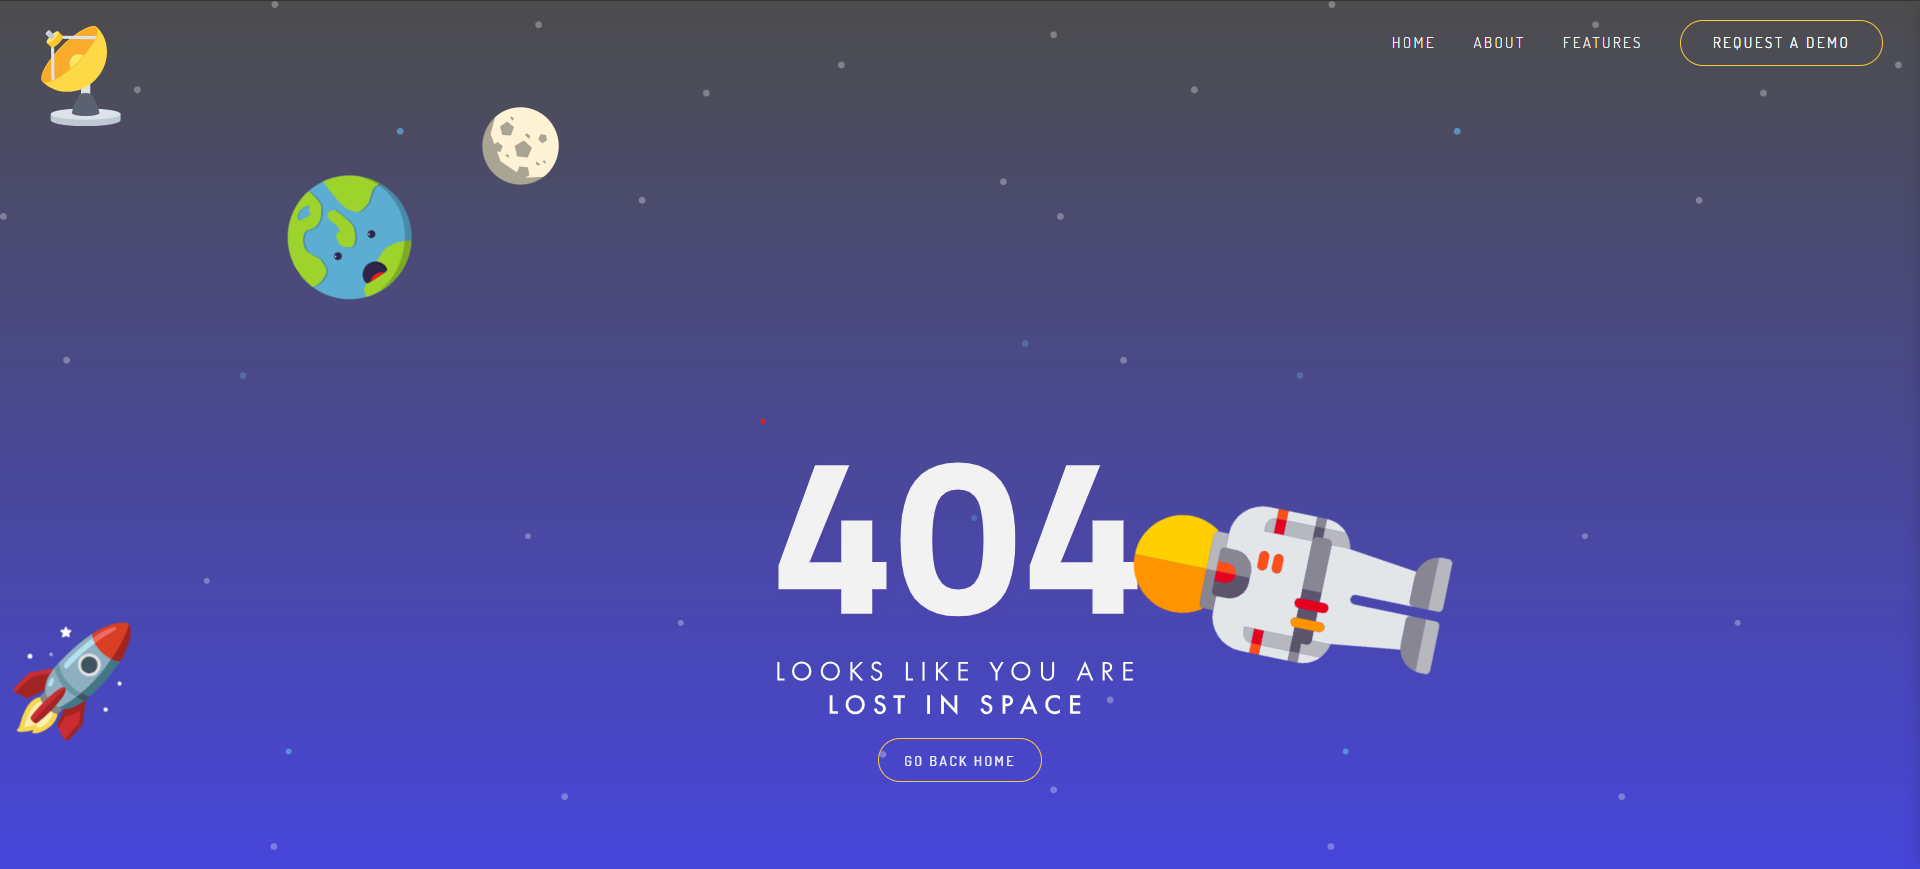 HOME
ABOUT
FEATURES
REQUEST A DEMO
404
LOOKS LIKE YOU ARE
LOST IN SPACE
GO BACK HOME